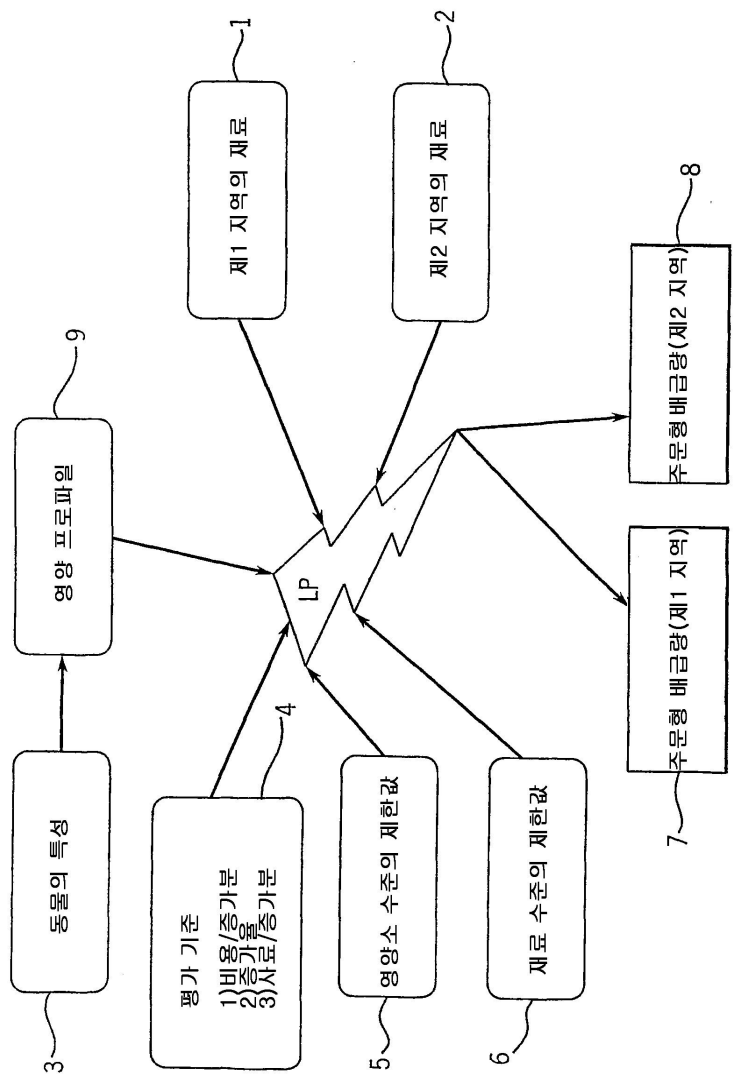 3
동물의 특성
영양 프로파일
9
평가 기준
1)비용/증가분
2)증가율
3)사료/증가분
4
LP
제1 지역의 재료
1
제2 지역의 재료
2
영양소 수준의 제한값
5
재료 수준의 제한값
6
주문형 배급량(제1 지역)
7
주문형 배급량(제2 지역)
8